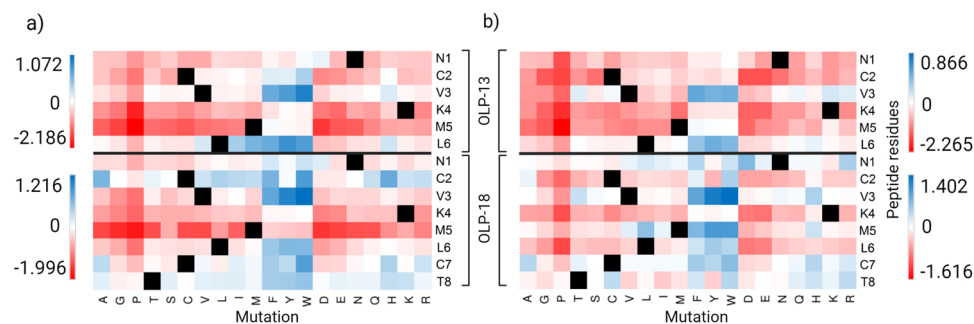 a)
1.072
0
-2.186
1.216
0
-1.996
N1
C2
V3
K4
M5
L6
N1
C2
V3
K4
M5
L6
C7
T8
OLP-13
OLP-18
A G P T S C V L I M F Y W D E N Q H K R
Mutation
b)
N1
C2
V3
K4
M5
L6
N1
C2
V3
K4
M5
L6
C7
T8
A G P T S C V L I M F Y W D E N Q H K R
Mutation
Peptide residues
0.866
0
-2.265
1.402
0
-1.616